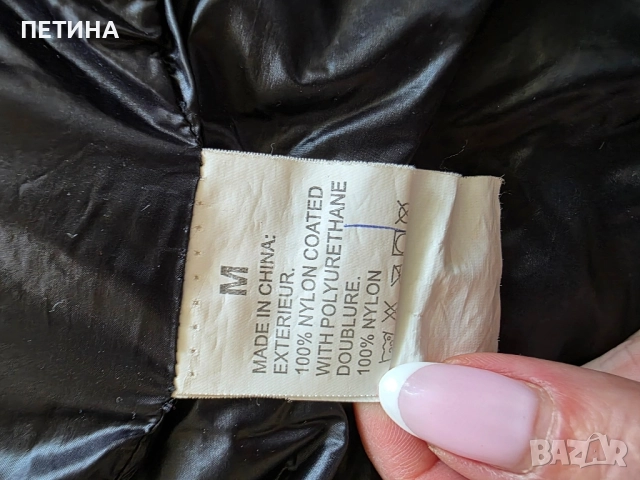 ПЕТИНА
M
MADE IN CHINA:
EXTERIEUR.
100% NYLON COATED
WITH POLYURETHANE
DOUBLURE.
100% NYLON
BAZAR